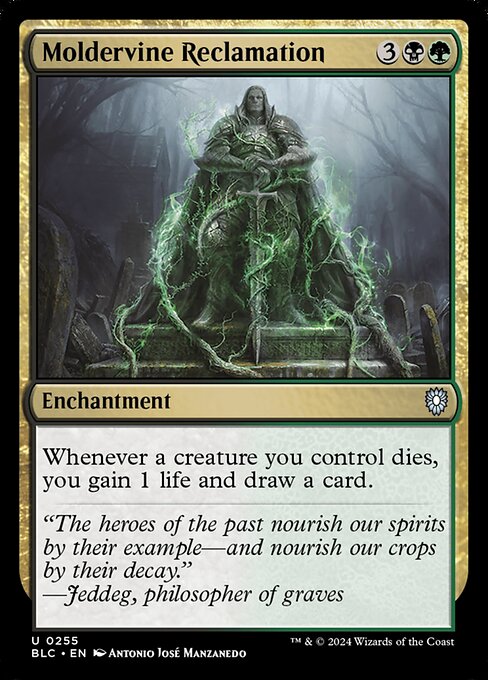 Moldervine Reclamation 3
Enchantment
Whenever a creature you control dies,
you gain 1 life and draw a card.
“The heroes of the past nourish our spirits
by their example—and nourish our crops
by their decay.”
—Jeddeg, philosopher of graves
U 0255
BLC • EN Antonio José Manzanedo
™ & © 2024 Wizards of the Coast